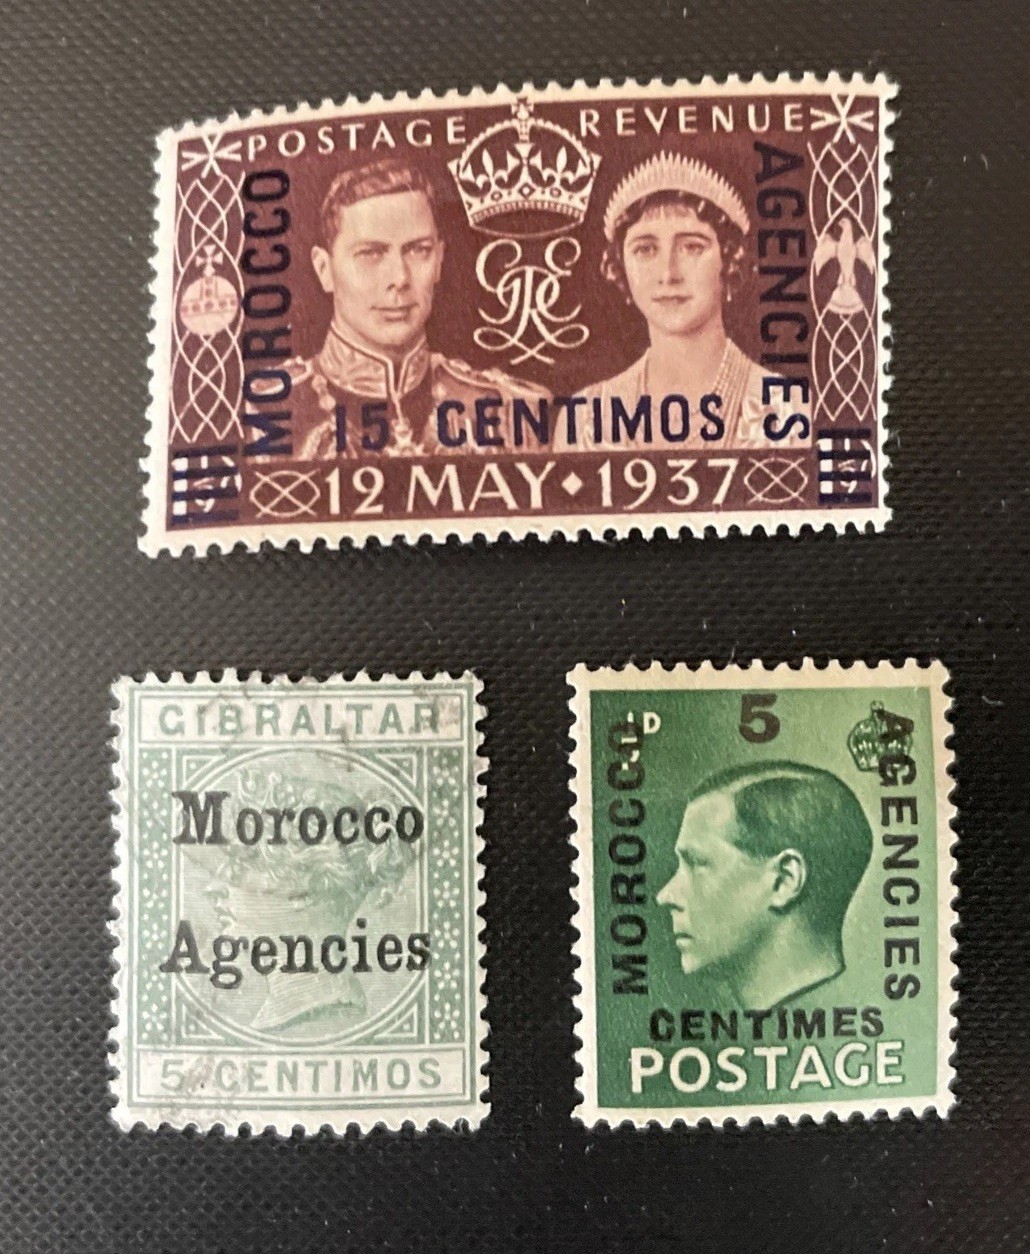 POSTAGE REVENUE
MOROCCO
AGENCIES
GRE
15 CENTIMOS
12 MAY · 1937
GIBRALTAR
Morocco
Agencies
5 CENTIMOS
D
5
MOROCCO
AGENCIES
CENTIMES
POSTAGE